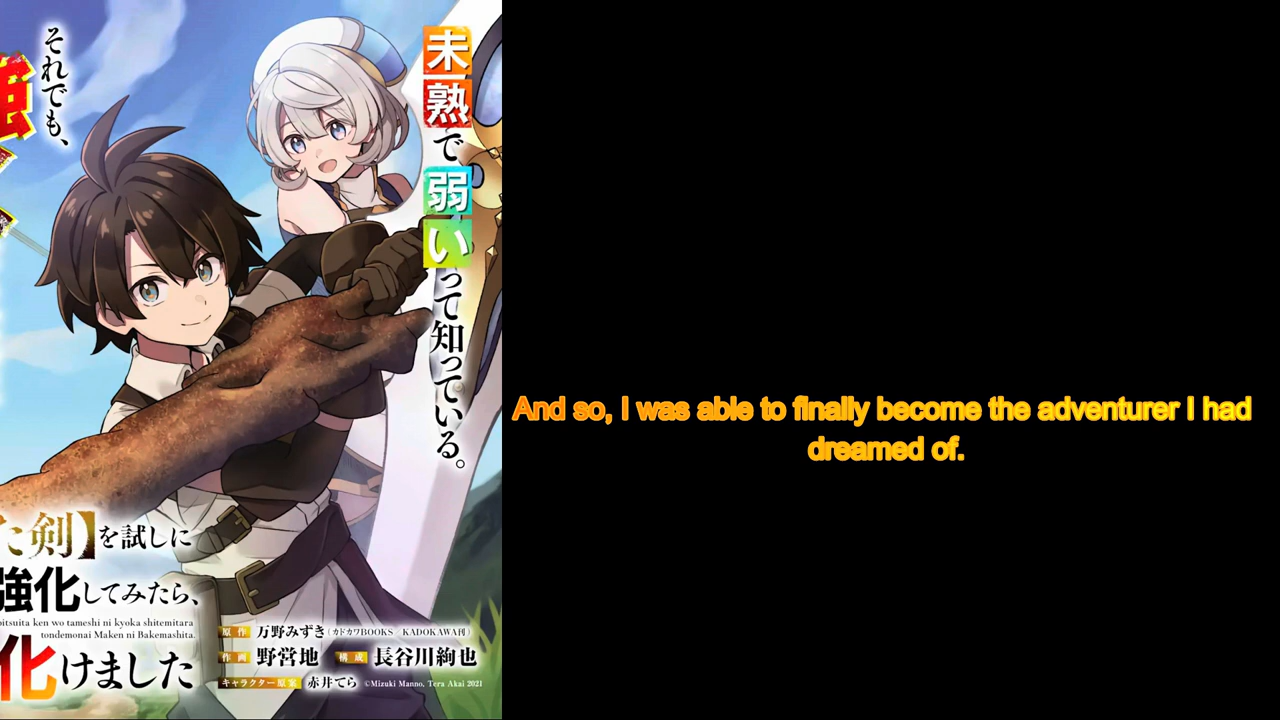 未熟で弱いって知っている。
それでも、
強
た剣】を試しに
強化してみたら、
bitsuita ken wo tameshi ni kyoka shitemitara
tondemonai Maken ni Bakemashita.
化けました
原作 万野みずき(カドカワBOOKS/KADOKAWA刊)
作画 野営地 構成 長谷川絢也
キャラクター原案 赤井てら ©Mizuki Manno, Tera Akai 2021
And so, I was able to finally become the adventurer I had
dreamed of.